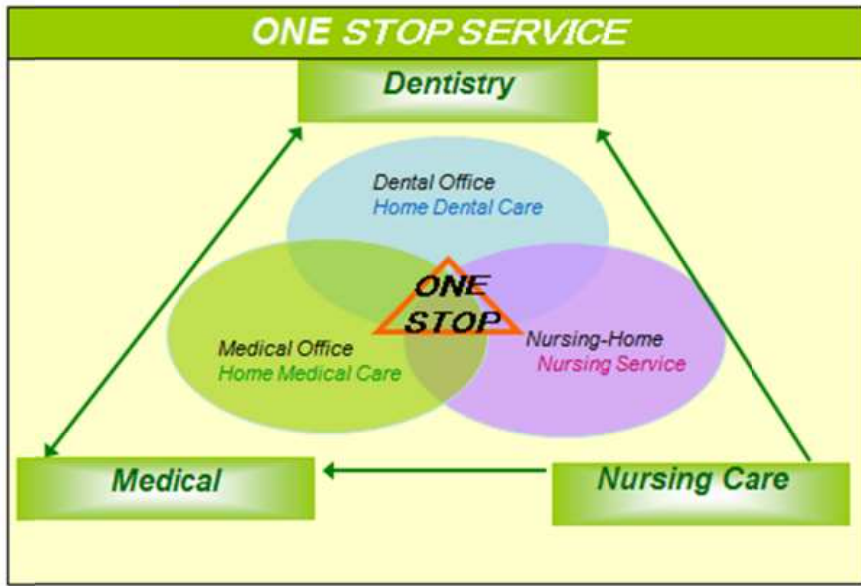 ONE STOP SERVICE
Dentistry
Dental Office
Home Dental Care
ONE
STOP
Medical Office
Home Medical Care
Nursing-Home
Nursing Service
Medical
Nursing Care